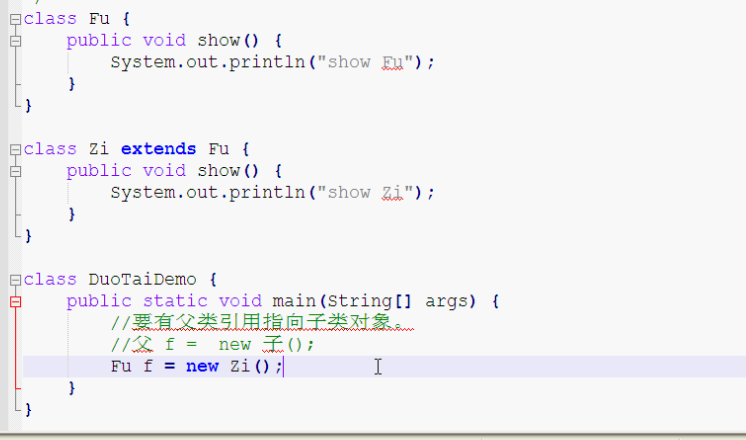 class Fu {
    public void show() {
        System.out.println("show Fu");
    }
}
class Zi extends Fu {
    public void show() {
        System.out.println("show Zi");
    }
}
class DuoTaiDemo {
    public static void main(String[] args) {
        //要有父类引用指向子类对象。
        //父 f =  new 子();
        Fu f = new Zi();
    }
}